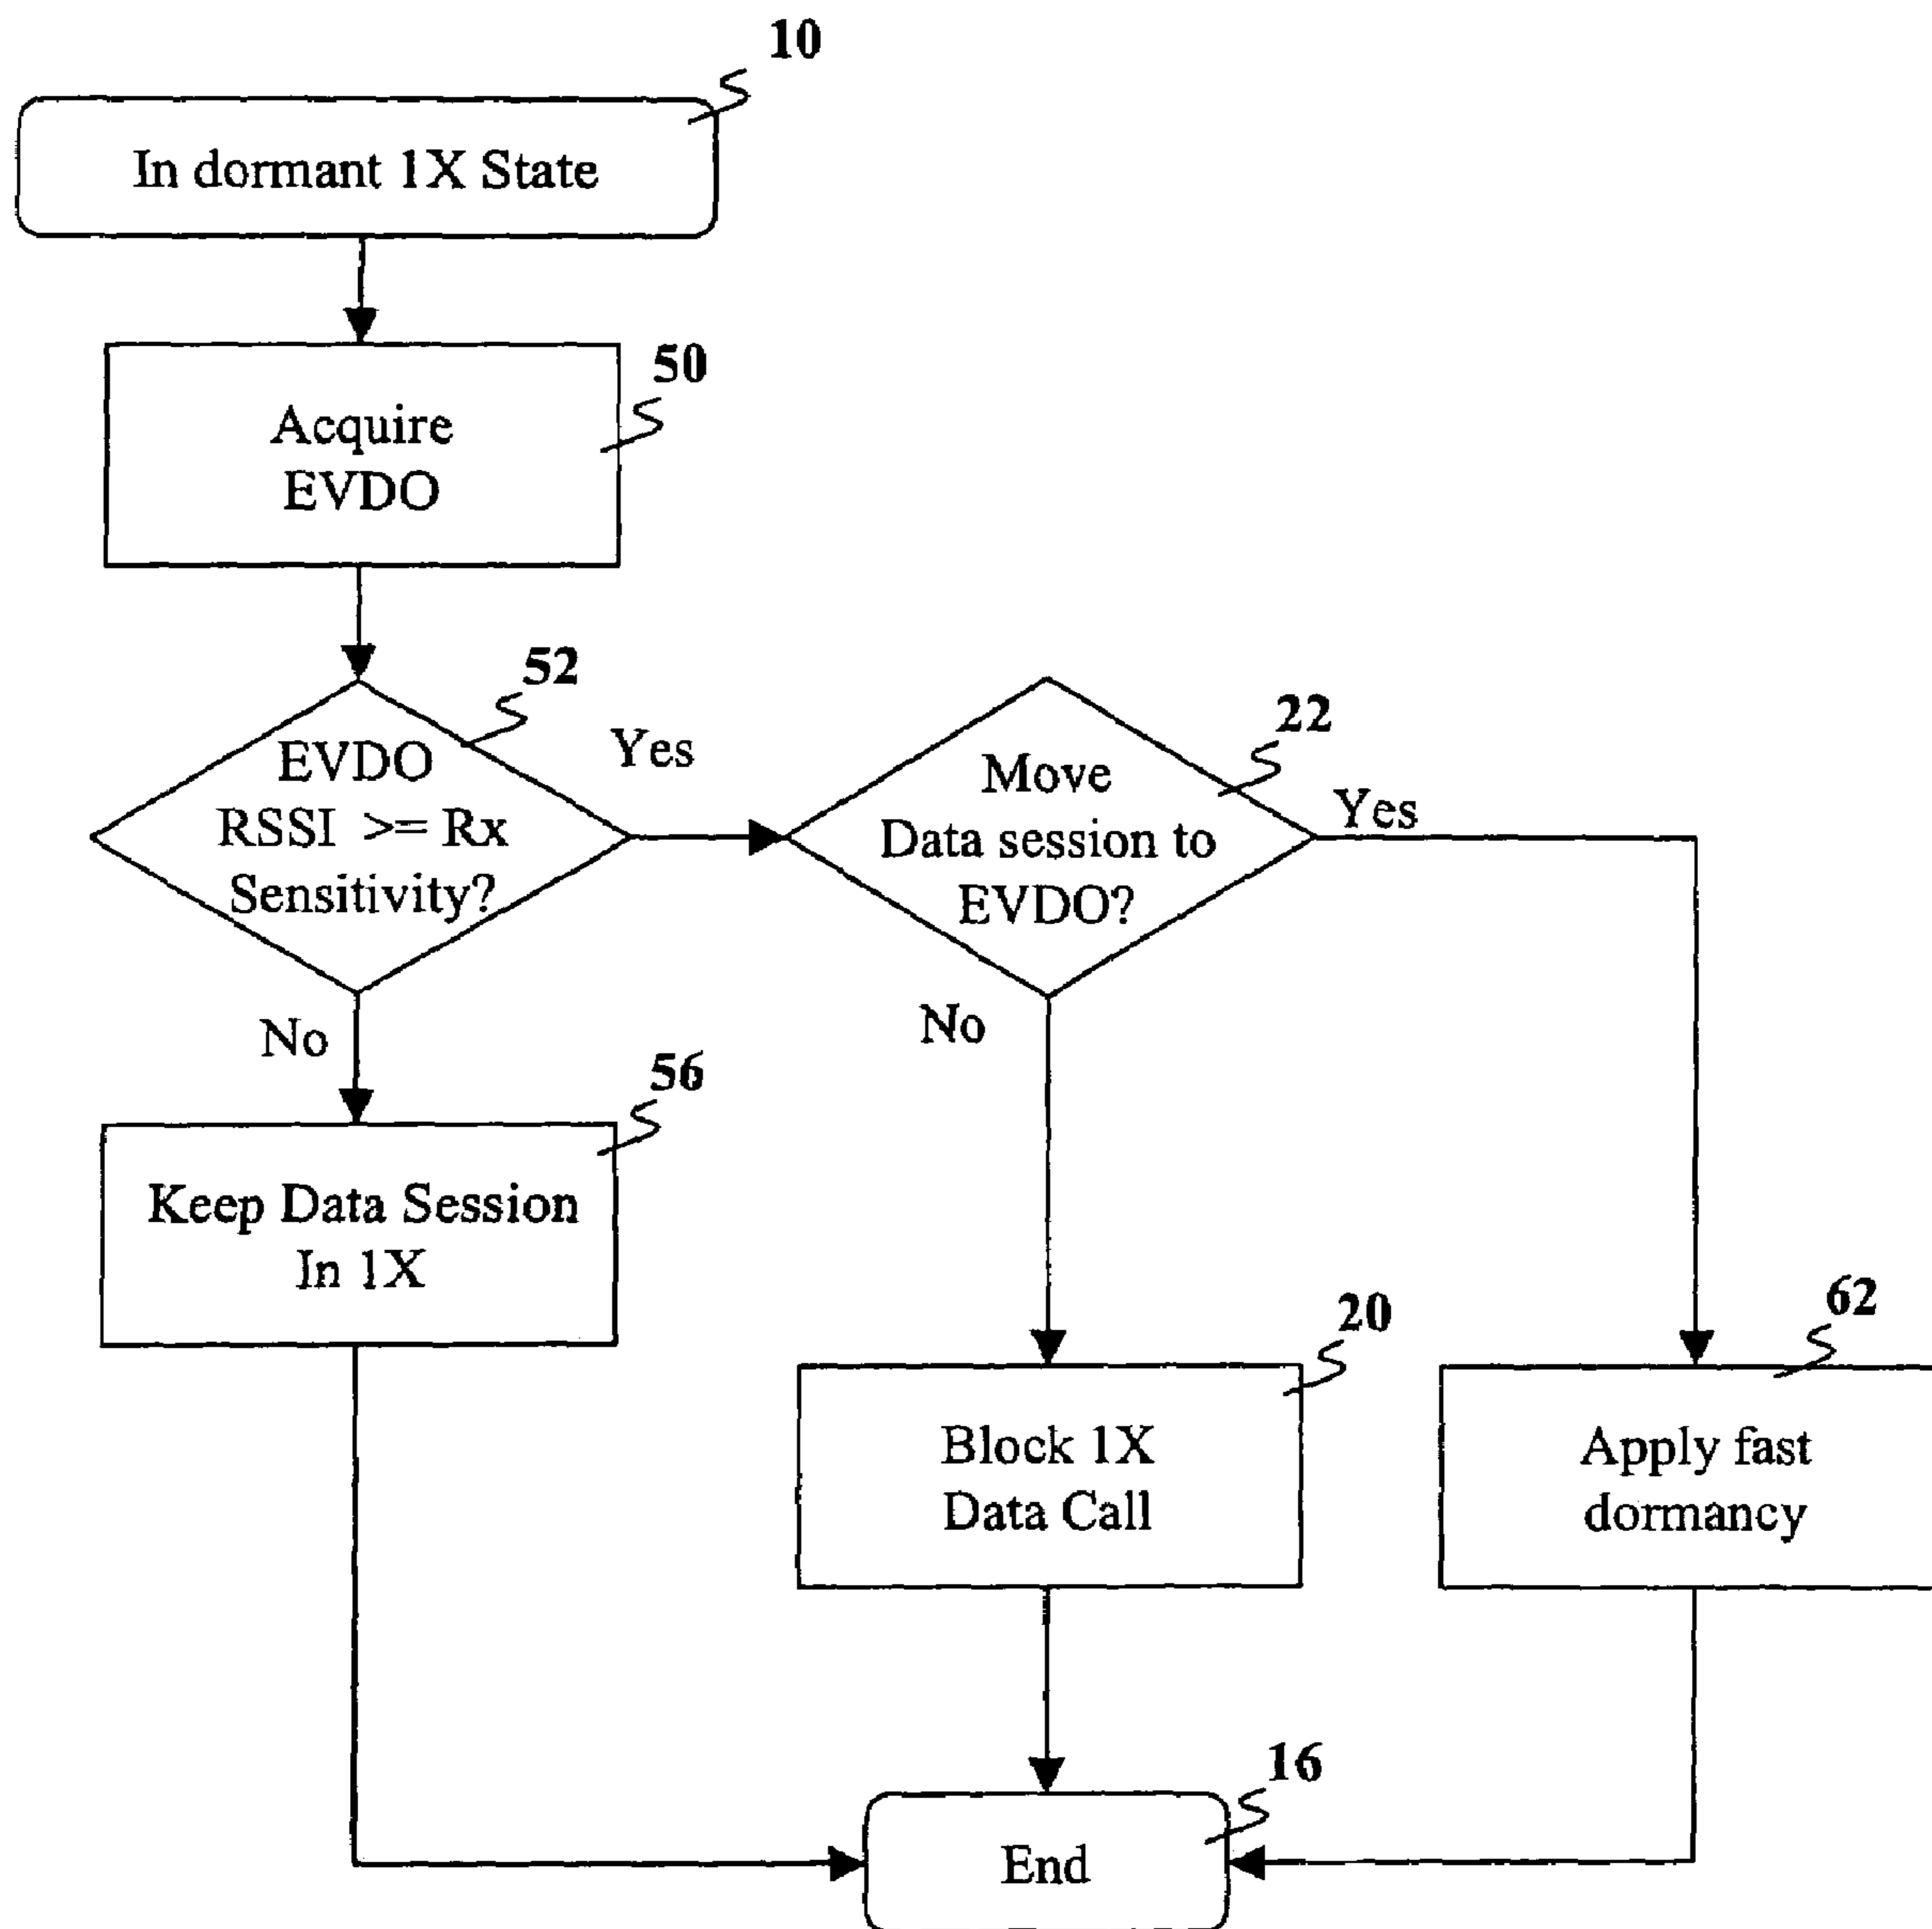 10
In dormant 1X State
50
Acquire
EVDO
52
EVDO
RSSI >= Rx
Sensitivity?
Yes
22
Move
Data session to
EVDO?
Yes
No
No
56
Keep Data Session
In 1X
20
Block 1X
Data Call
62
Apply fast
dormancy
16
End